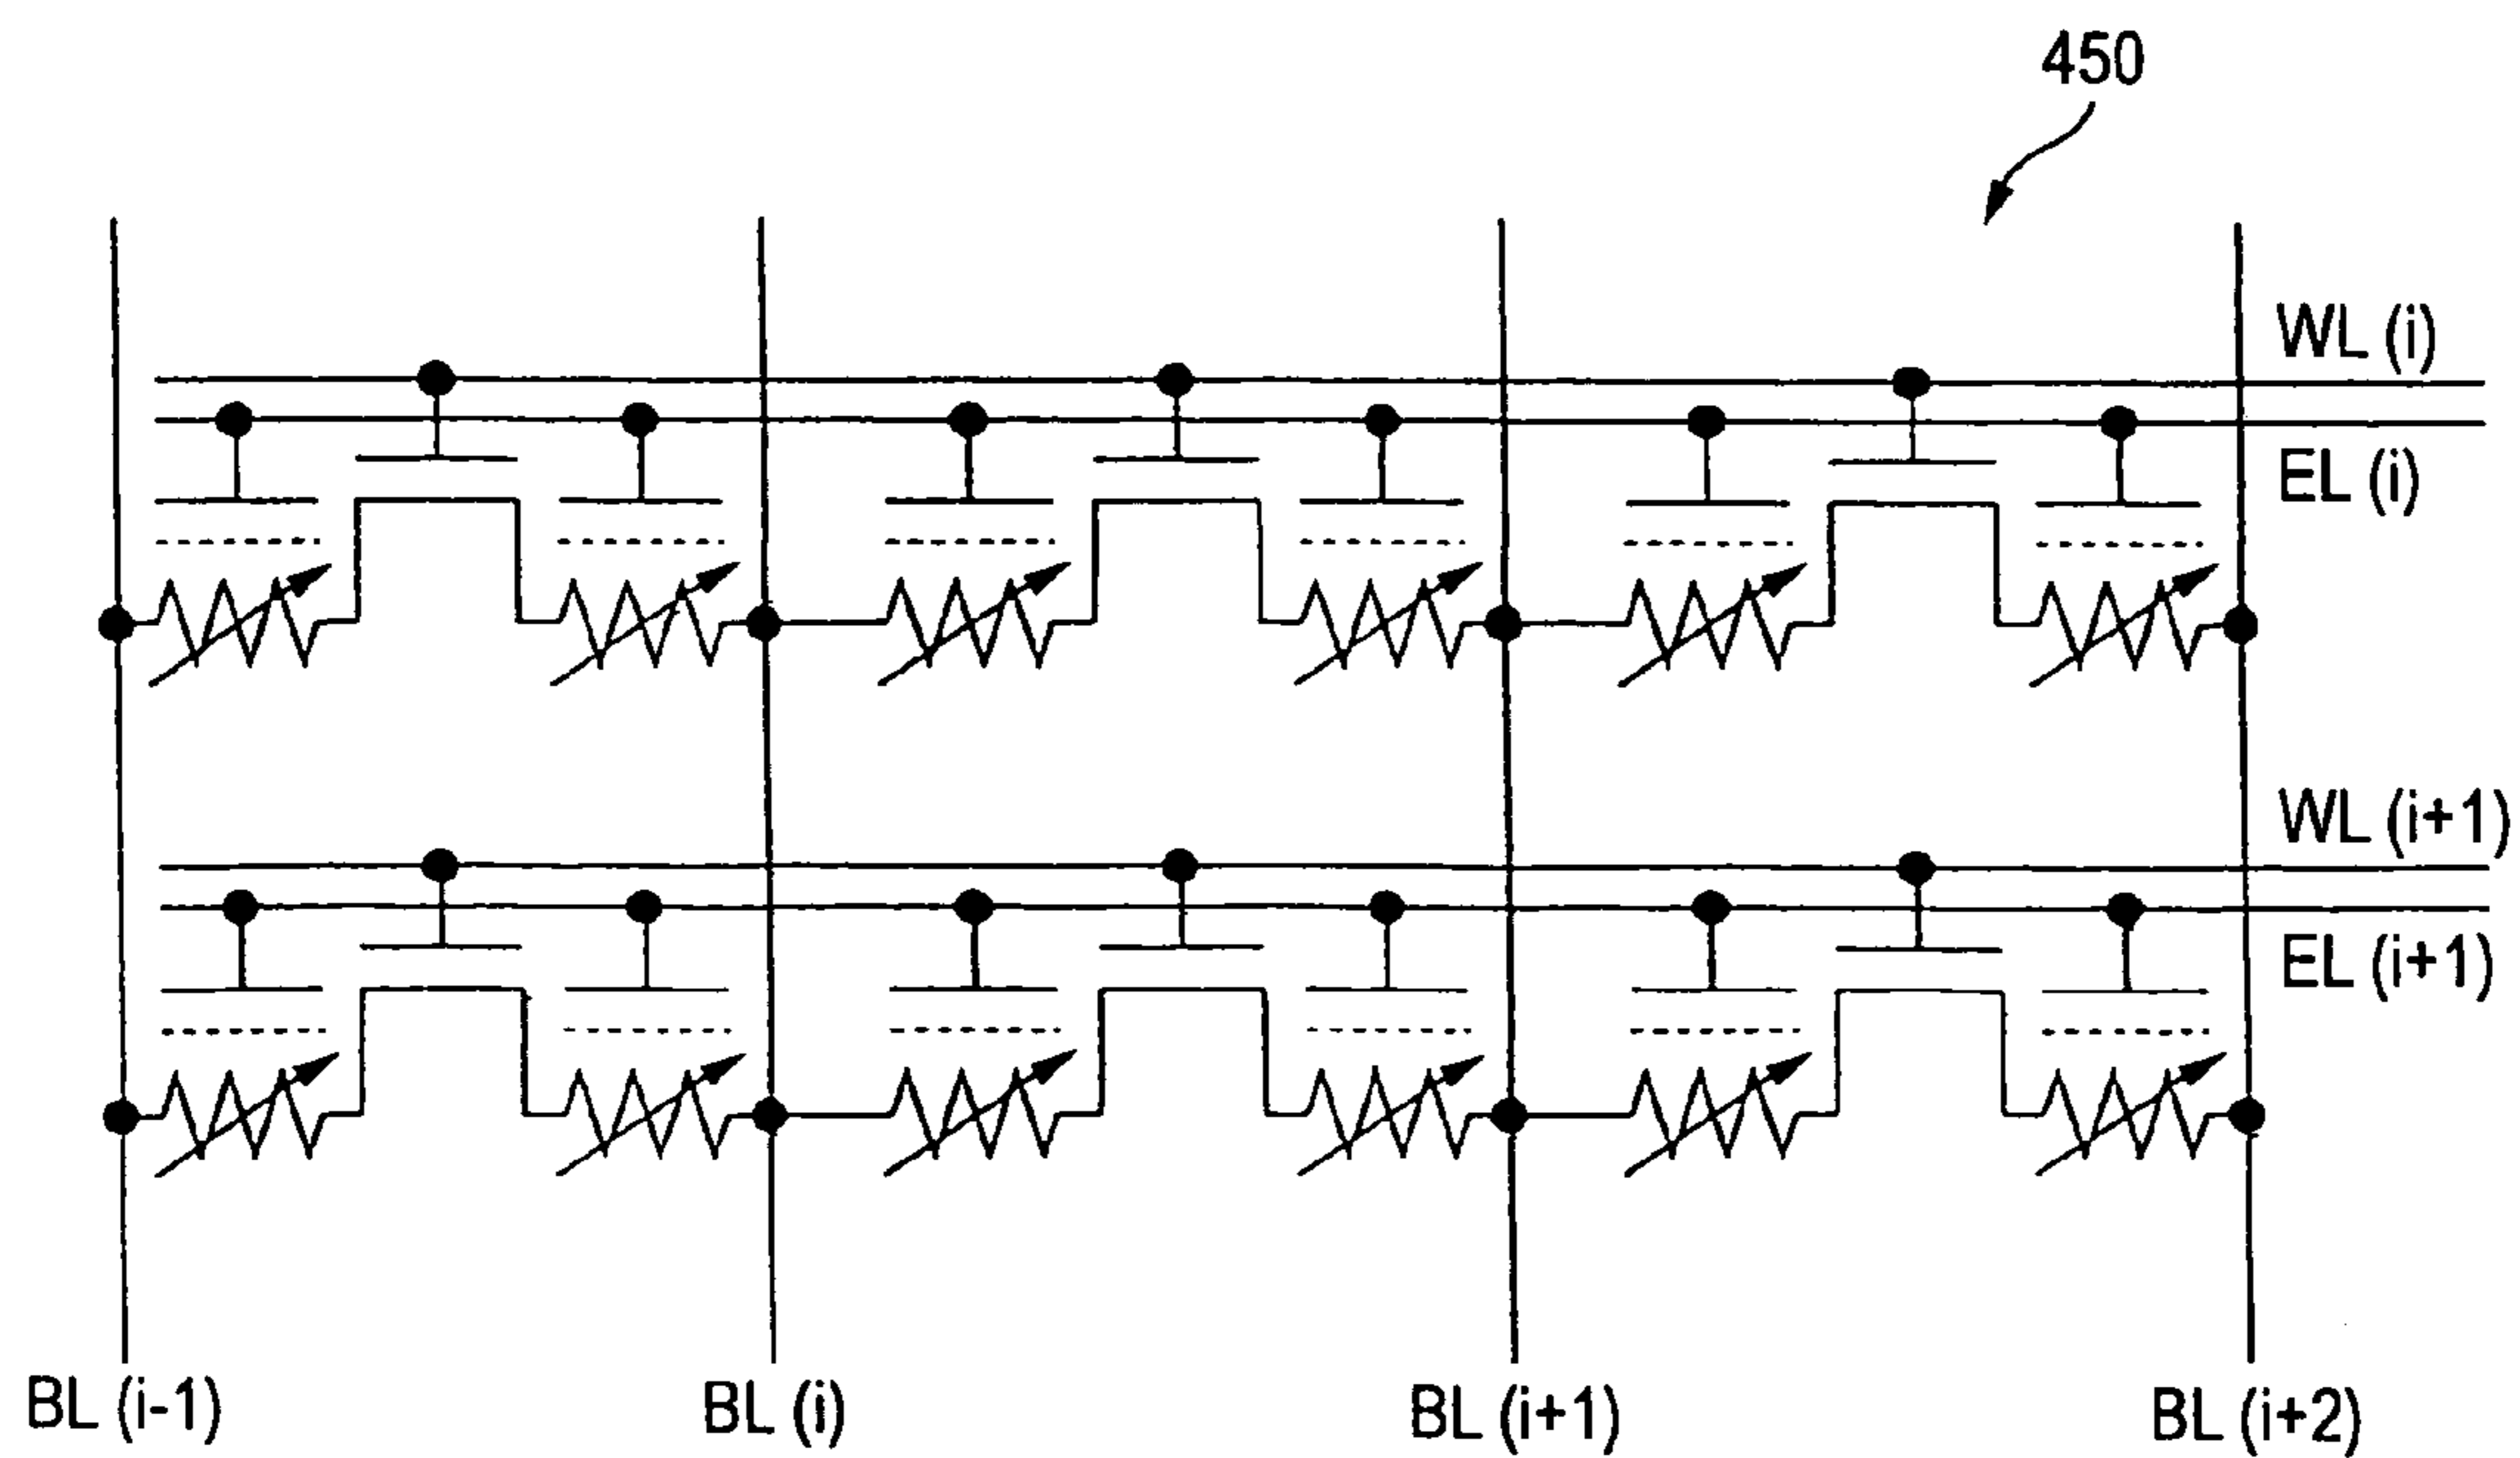 450
WL (i)
EL (i)
WL (i+1)
EL (i+1)
BL (i-1)
BL (i)
BL (i+1)
BL (i+2)